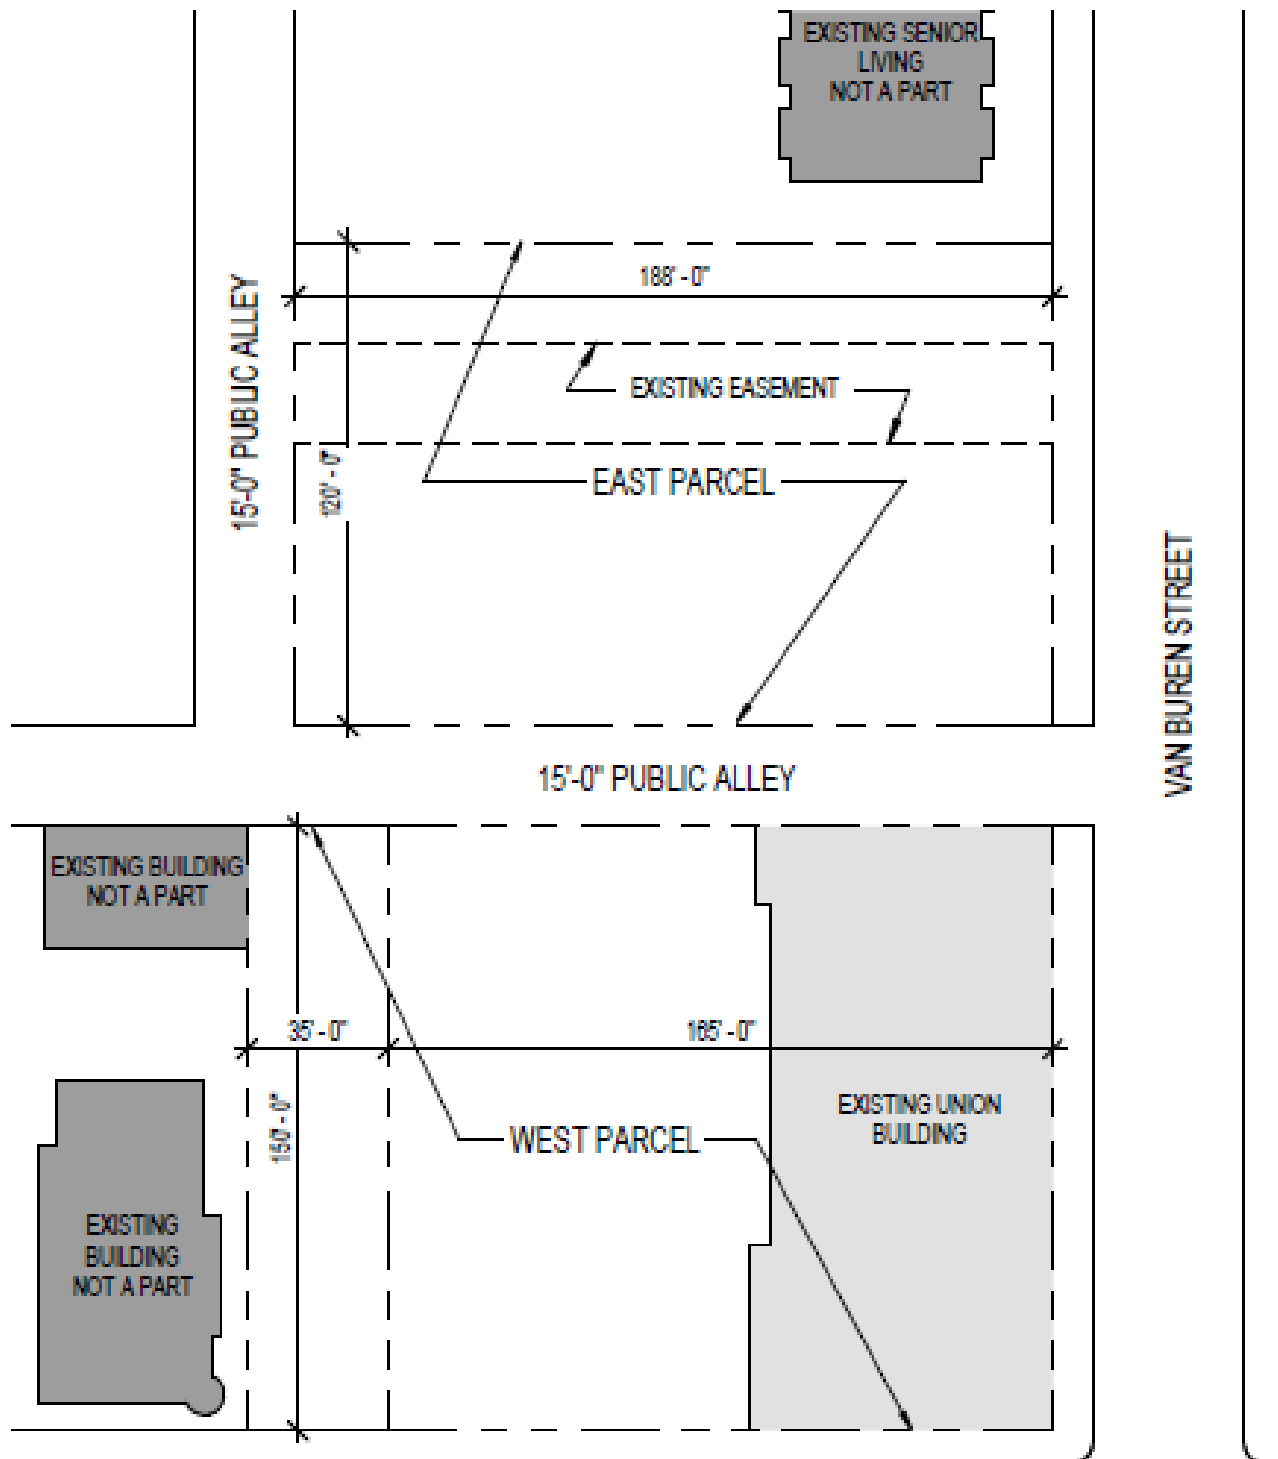 EXISTING SENIOR
LIVING
NOT A PART
188' - 0"
15'-0" PUBLIC ALLEY
EXISTING EASEMENT
120' - 0"
EAST PARCEL
VAN BUREN STREET
15'-0" PUBLIC ALLEY
EXISTING BUILDING
NOT A PART
35' - 0"
165' - 0"
150' - 0"
EXISTING UNION
BUILDING
WEST PARCEL
EXISTING
BUILDING
NOT A PART